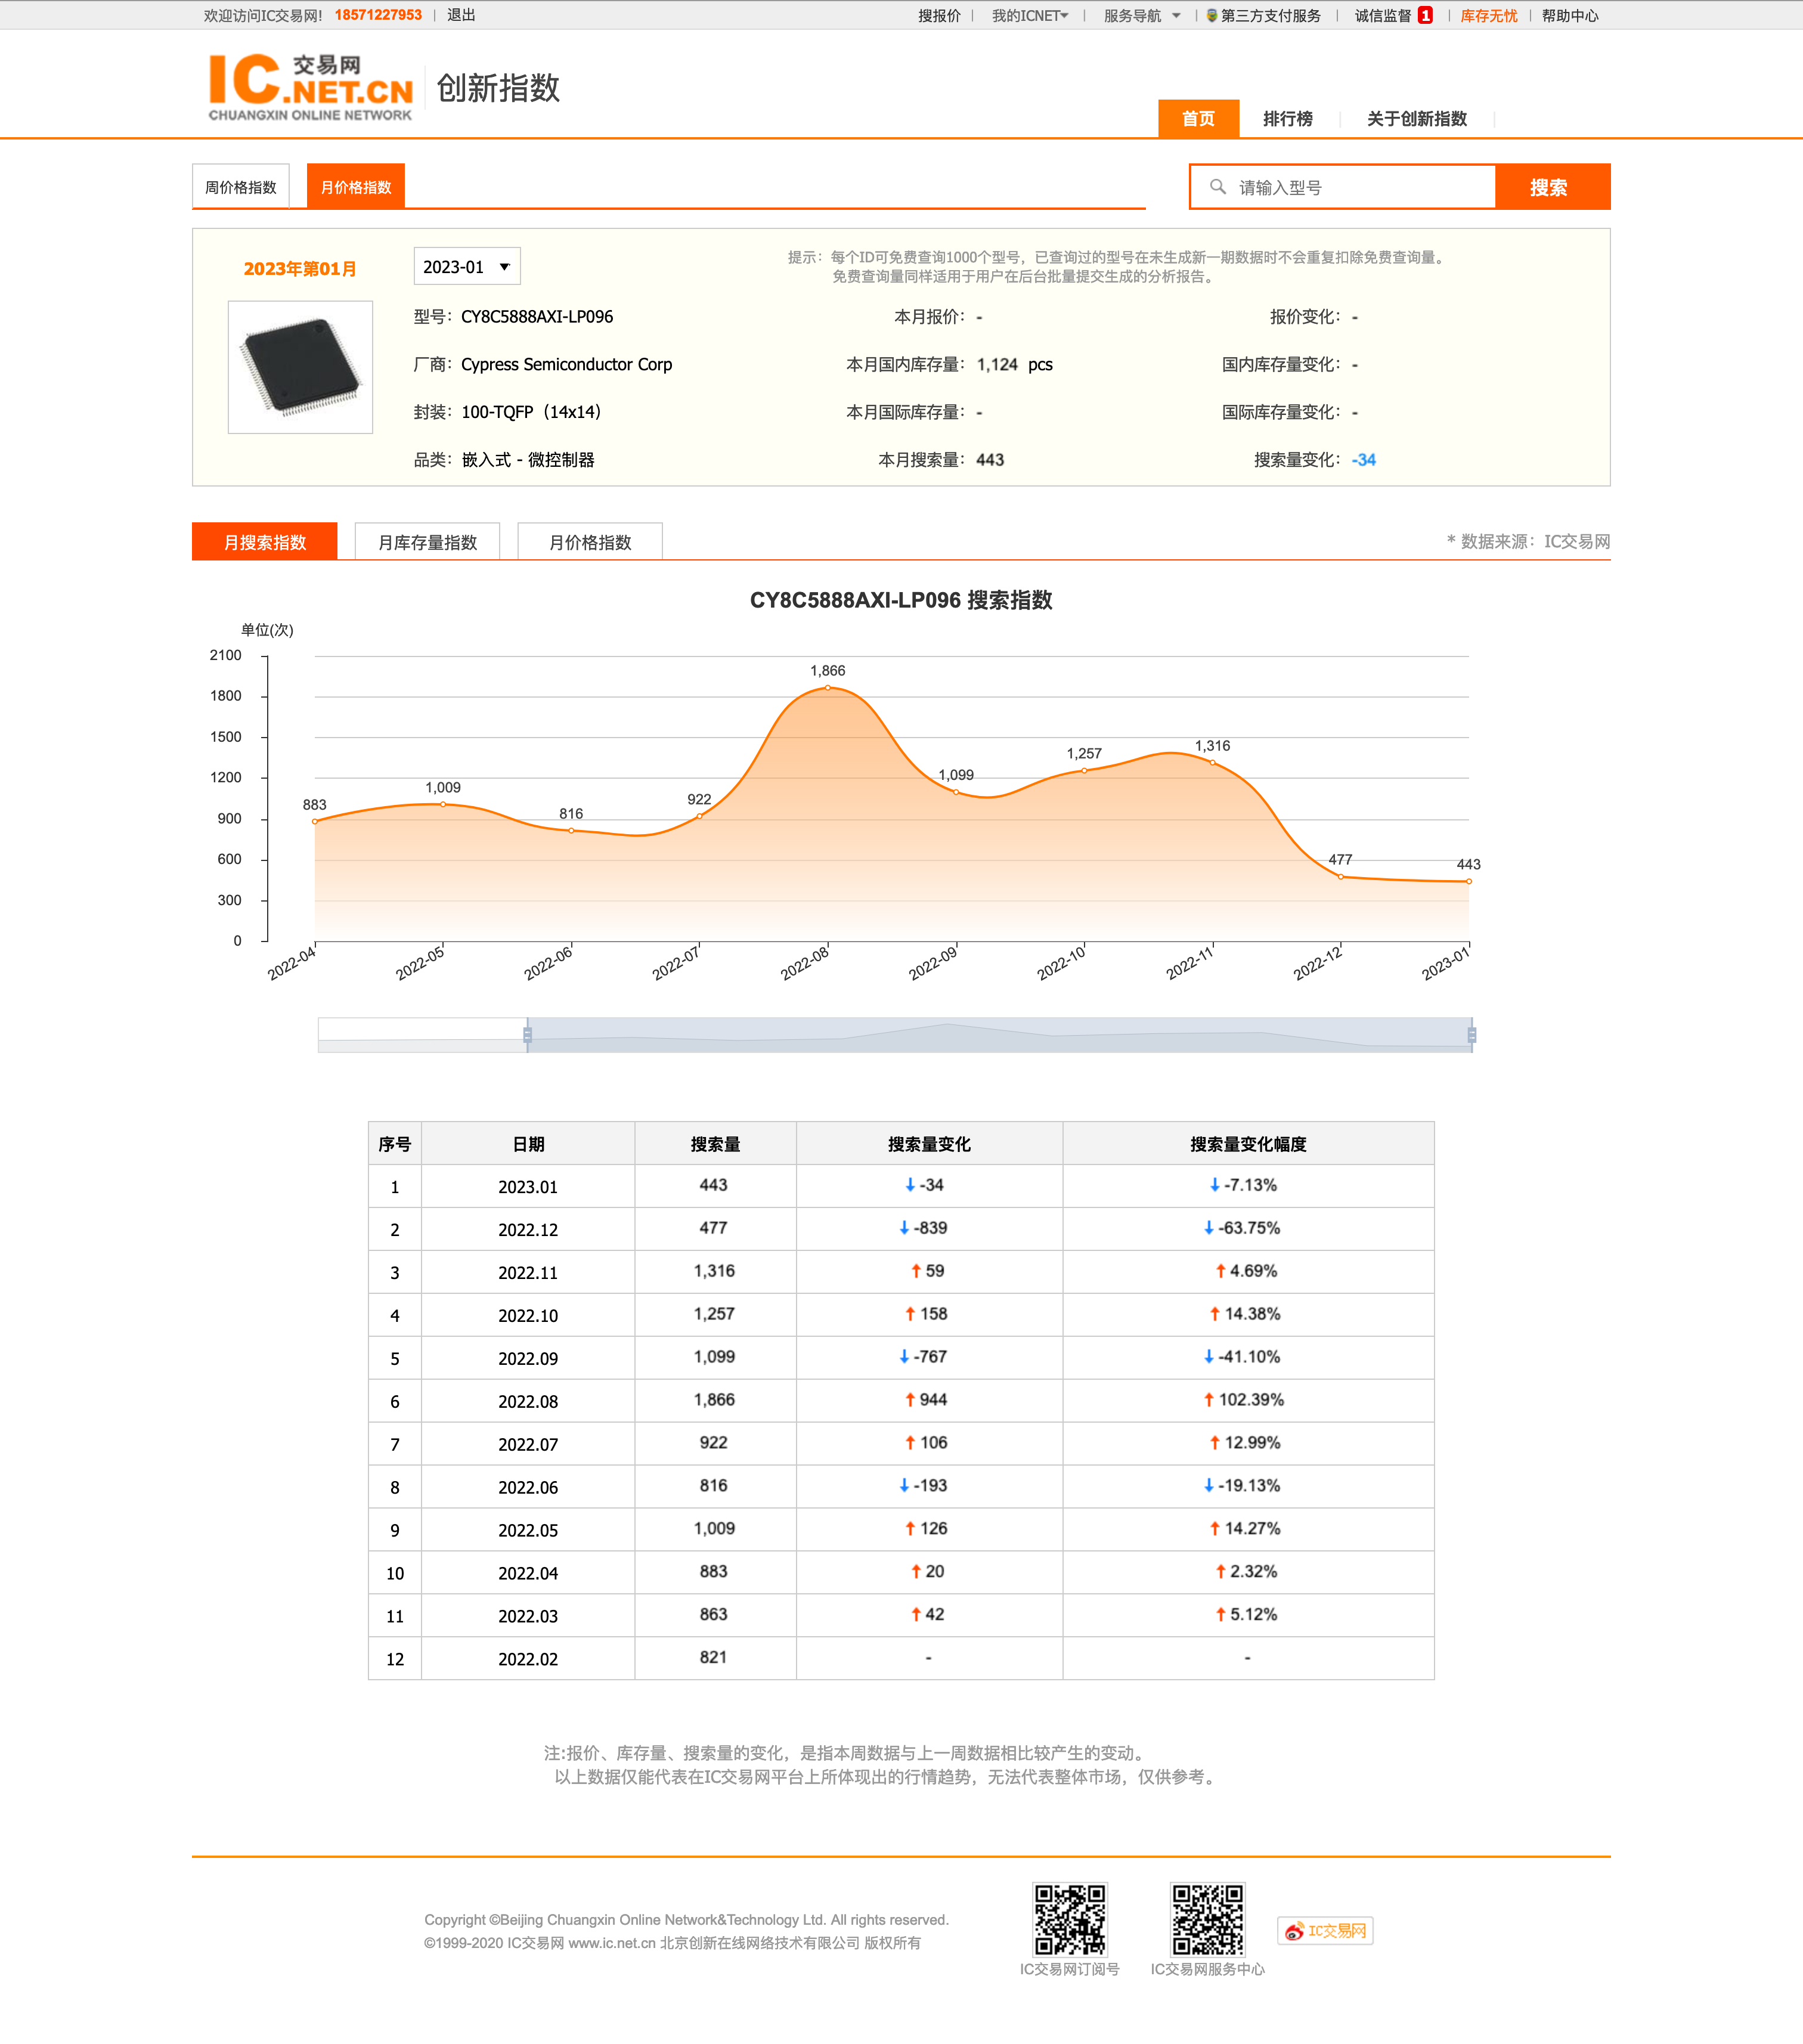 欢迎访问IC交易网! 18571227953 | 退出
搜报价 | 我的ICNET | 服务导航 | 第三方支付服务 | 诚信监督 1 | 库存无忧 | 帮助中心
IC.NET.CN 交易网
CHUANGXIN ONLINE NETWORK
创新指数
首页 排行榜 关于创新指数
周价格指数 月价格指数
请输入型号 搜索
2023年第01月 2023-01
提示：每个ID可免费查询1000个型号，已查询过的型号在未生成新一期数据时不会重复扣除免费查询量。
免费查询量同样适用于用户在后台批量提交生成的分析报告。
型号：CY8C5888AXI-LP096 本月报价：- 报价变化：-
厂商：Cypress Semiconductor Corp 本月国内库存量：1,124 pcs 国内库存量变化：-
封装：100-TQFP（14x14） 本月国际库存量：- 国际库存量变化：-
品类：嵌入式 - 微控制器 本月搜索量：443 搜索量变化：-34
月搜索指数 月库存量指数 月价格指数 * 数据来源：IC交易网
CY8C5888AXI-LP096 搜索指数
单位(次)
2100
1800
1500
1200
900
600
300
0
883 1,009 816 922 1,866 1,099 1,257 1,316 477 443
2022-04 2022-05 2022-06 2022-07 2022-08 2022-09 2022-10 2022-11 2022-12 2023-01
序号 日期 搜索量 搜索量变化 搜索量变化幅度
1 2023.01 443 ↓ -34 ↓ -7.13%
2 2022.12 477 ↓ -839 ↓ -63.75%
3 2022.11 1,316 ↑ 59 ↑ 4.69%
4 2022.10 1,257 ↑ 158 ↑ 14.38%
5 2022.09 1,099 ↓ -767 ↓ -41.10%
6 2022.08 1,866 ↑ 944 ↑ 102.39%
7 2022.07 922 ↑ 106 ↑ 12.99%
8 2022.06 816 ↓ -193 ↓ -19.13%
9 2022.05 1,009 ↑ 126 ↑ 14.27%
10 2022.04 883 ↑ 20 ↑ 2.32%
11 2022.03 863 ↑ 42 ↑ 5.12%
12 2022.02 821 - -
注:报价、库存量、搜索量的变化，是指本周数据与上一周数据相比较产生的变动。
以上数据仅能代表在IC交易网平台上所体现出的行情趋势，无法代表整体市场，仅供参考。
Copyright ©Beijing Chuangxin Online Network&Technology Ltd. All rights reserved.
©1999-2020 IC交易网 www.ic.net.cn 北京创新在线网络技术有限公司 版权所有
IC交易网订阅号 IC交易网服务中心 IC交易网